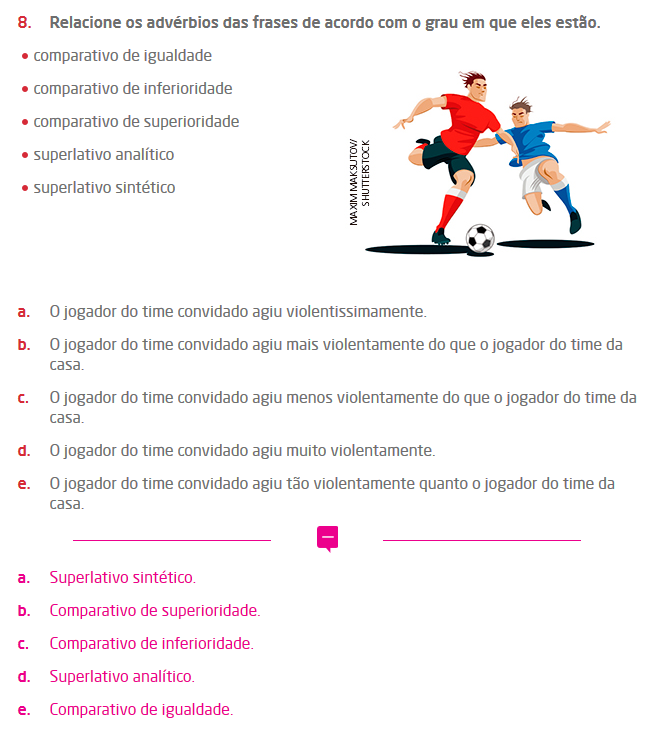 8. Relacione os advérbios das frases de acordo com o grau em que eles estão.
• comparativo de igualdade
• comparativo de inferioridade
• comparativo de superioridade
• superlativo analítico
• superlativo sintético
MAXIM MAKSUTOV/
SHUTTERSTOCK
a. O jogador do time convidado agiu violentissimamente.
b. O jogador do time convidado agiu mais violentamente do que o jogador do time da
casa.
c. O jogador do time convidado agiu menos violentamente do que o jogador do time da
casa.
d. O jogador do time convidado agiu muito violentamente.
e. O jogador do time convidado agiu tão violentamente quanto o jogador do time da
casa.
a. Superlativo sintético.
b. Comparativo de superioridade.
c. Comparativo de inferioridade.
d. Superlativo analítico.
e. Comparativo de igualdade.